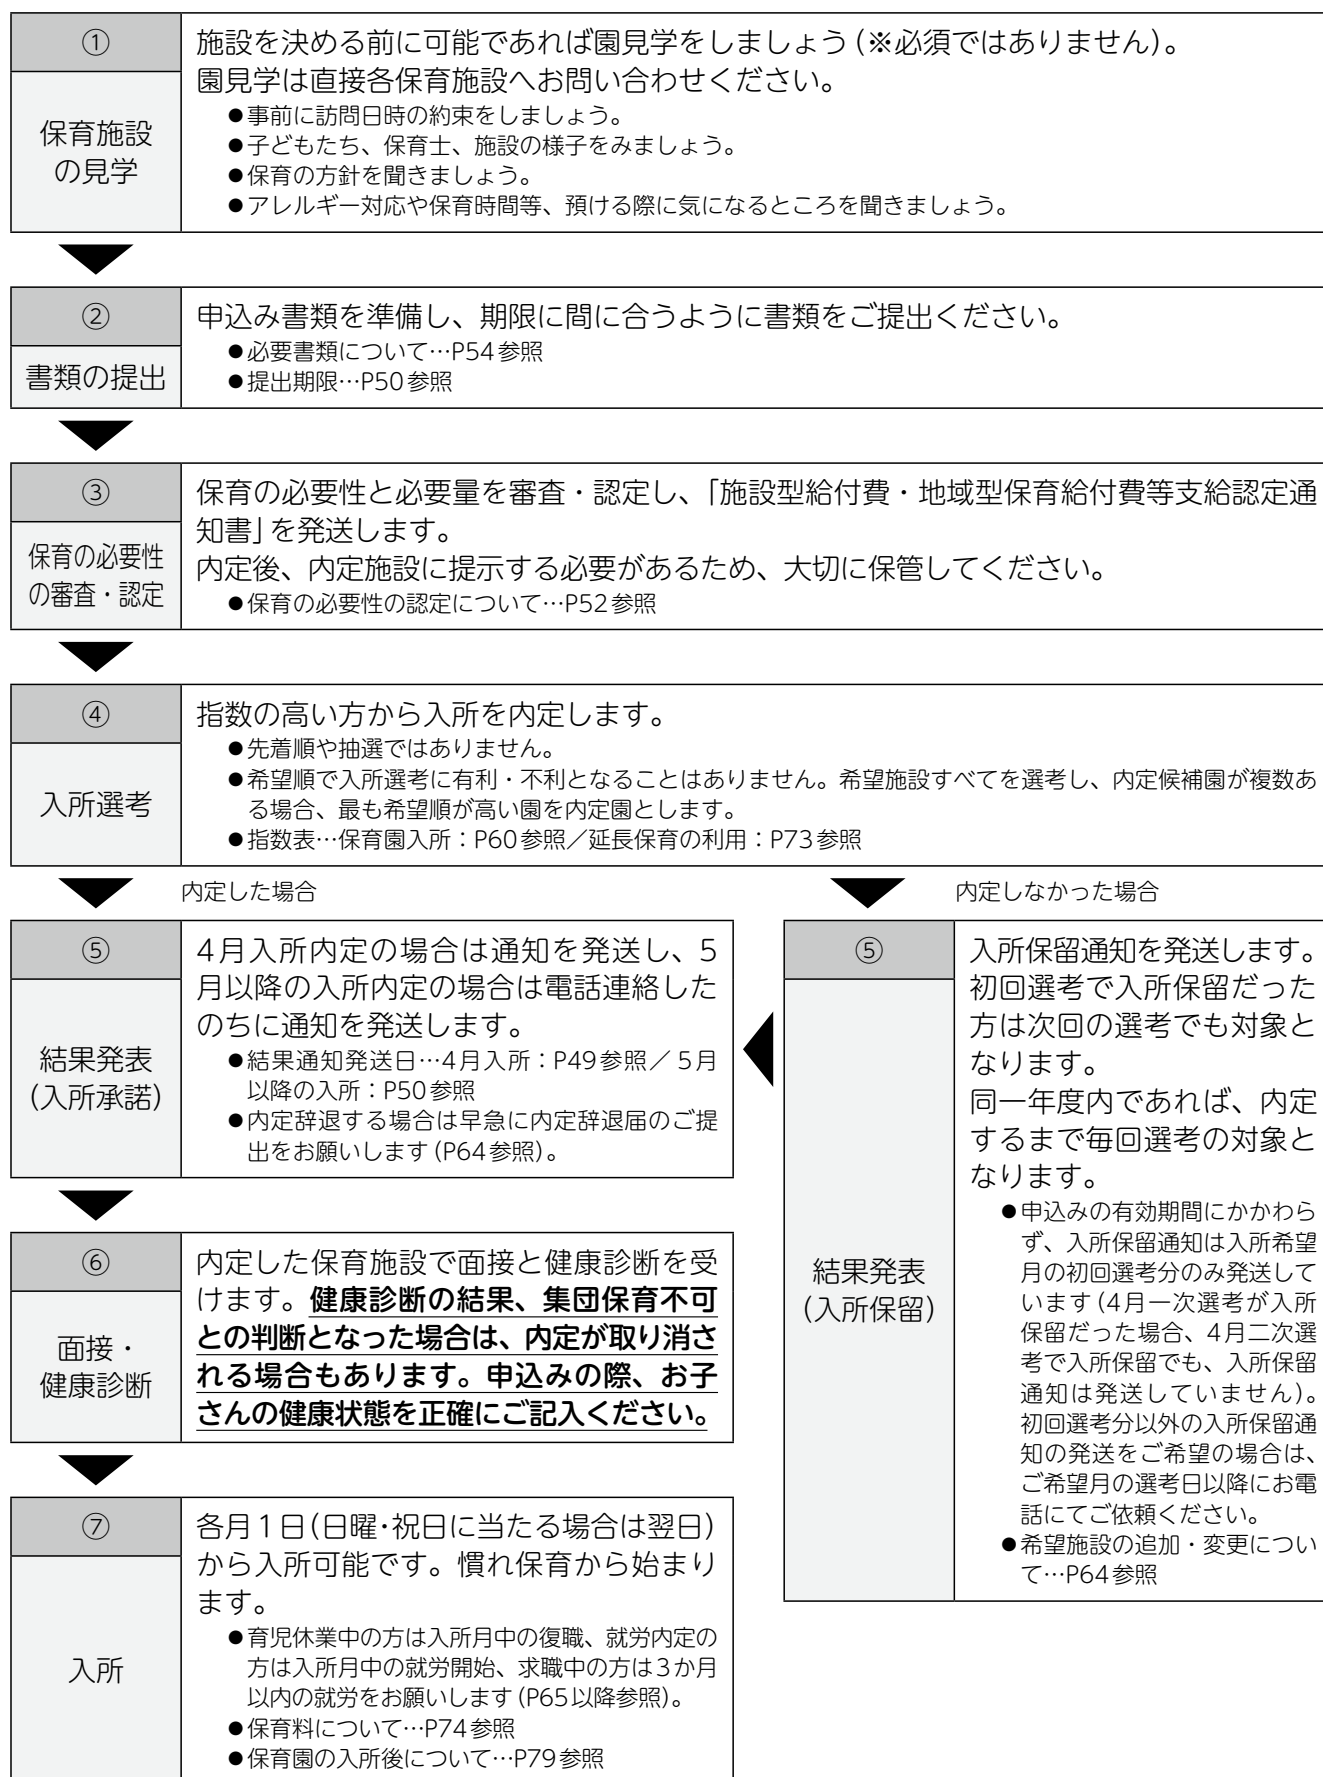 ①
保育施設
の見学
施設を決める前に可能であれば園見学をしましょう(※必須ではありません)。
園見学は直接各保育施設へお問い合わせください。
●事前に訪問日時の約束をしましょう。
●子どもたち、保育士、施設の様子をみましょう。
●保育の方針を聞きましょう。
●アレルギー対応や保育時間等、預ける際に気になるところを聞きましょう。
②
書類の提出
申込み書類を準備し、期限に間に合うように書類をご提出ください。
●必要書類について…P54参照
●提出期限…P50参照
③
保育の必要性
の審査・認定
保育の必要性と必要量を審査・認定し、「施設型給付費・地域型保育給付費等支給認定通
知書」を発送します。
内定後、内定施設に提示する必要があるため、大切に保管してください。
●保育の必要性の認定について…P52参照
④
入所選考
指数の高い方から入所を内定します。
●先着順や抽選ではありません。
●希望順で入所選考に有利・不利となることはありません。希望施設すべてを選考し、内定候補園が複数あ
る場合、最も希望順が高い園を内定園とします。
●指数表…保育園入所：P60参照／延長保育の利用：P73参照
内定した場合
⑤
結果発表
(入所承諾)
4月入所内定の場合は通知を発送し、5
月以降の入所内定の場合は電話連絡した
のちに通知を発送します。
●結果通知発送日…4月入所：P49参照／5月
以降の入所：P50参照
●内定辞退する場合は早急に内定辞退届のご提
出をお願いします(P64参照)。
⑥
面接・
健康診断
内定した保育施設で面接と健康診断を受
けます。健康診断の結果、集団保育不可
との判断となった場合は、内定が取り消さ
れる場合もあります。申込みの際、お子
さんの健康状態を正確にご記入ください。
⑦
入所
各月1日(日曜・祝日に当たる場合は翌日)
から入所可能です。慣れ保育から始まり
ます。
●育児休業中の方は入所月中の復職、就労内定の
方は入所月中の就労開始、求職中の方は3か月
以内の就労をお願いします(P65以降参照)。
●保育料について…P74参照
●保育園の入所後について…P79参照
内定しなかった場合
⑤
結果発表
(入所保留)
入所保留通知を発送します。
初回選考で入所保留だった
方は次回の選考でも対象と
なります。
同一年度内であれば、内定
するまで毎回選考の対象と
なります。
●申込みの有効期間にかかわら
ず、入所保留通知は入所希望
月の初回選考分のみ発送して
います(4月一次選考が入所
保留だった場合、4月二次選
考で入所保留でも、入所保留
通知は発送していません)。
初回選考分以外の入所保留通
知の発送をご希望の場合は、
ご希望月の選考日以降にお電
話にてご依頼ください。
●希望施設の追加・変更につい
て…P64参照